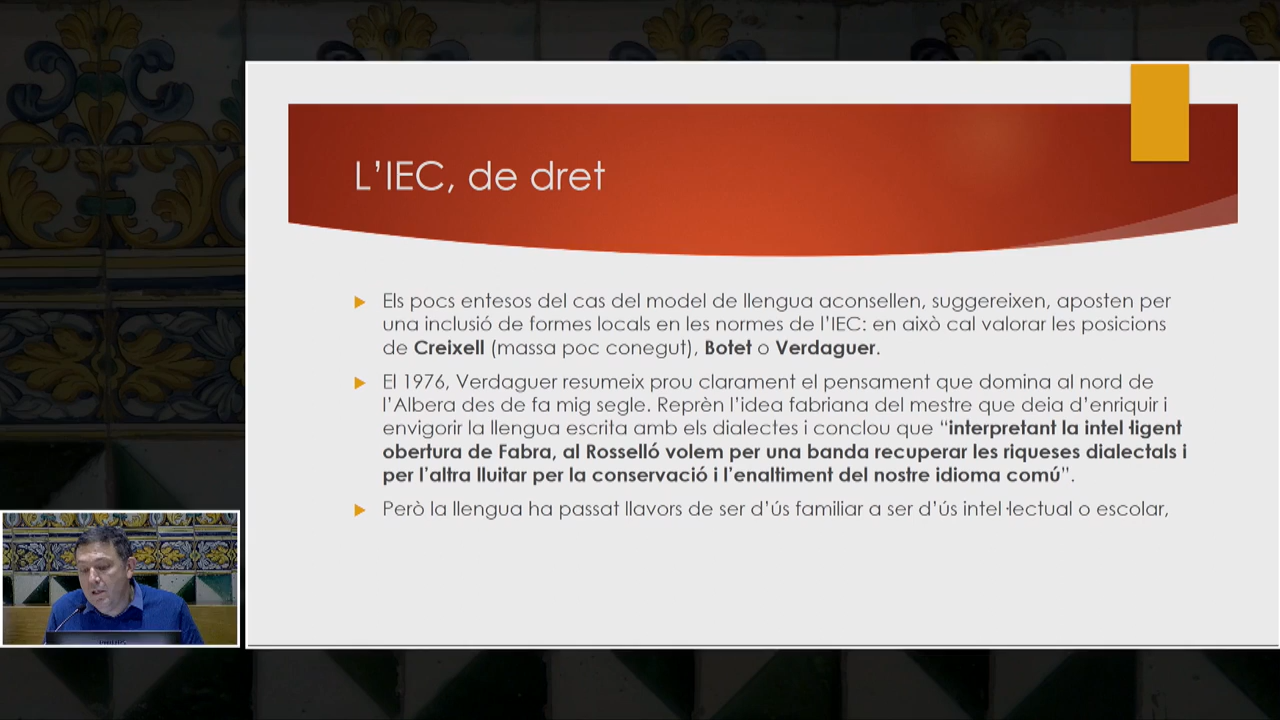 L'IEC, de dret
Els pocs entesos del cas del model de llengua aconsellen, suggereixen, aposten per
una inclusió de formes locals en les normes de l'IEC: en això cal valorar les posicions
de Creixell (massa poc conegut), Botet o Verdaguer.
El 1976, Verdaguer resumeix prou clarament el pensament que domina al nord de
l'Albera des de fa mig segle. Reprèn l'idea fabriana del mestre que deia d'enriquir i
envigorir la llengua escrita amb els dialectes i conclou que “interpretant la intel·ligent
obertura de Fabra, al Rosselló volem per una banda recuperar les riqueses dialectals i
per l'altra lluitar per la conservació i l'enaltiment del nostre idioma comú”.
Però la llengua ha passat llavors de ser d'ús familiar a ser d'ús intel·lectual o escolar,